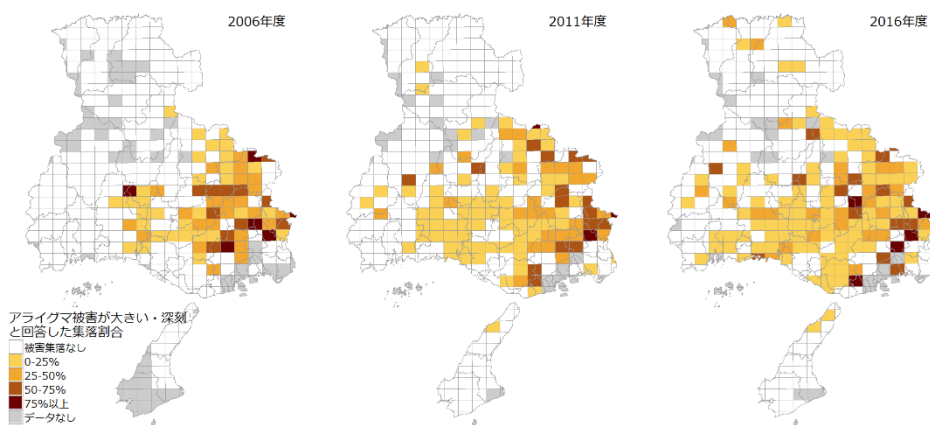 2006年度
2011年度
2016年度
アライグマ被害が大きい・深刻
と回答した集落割合
被害集落なし
0-25%
25-50%
50-75%
75%以上
データなし